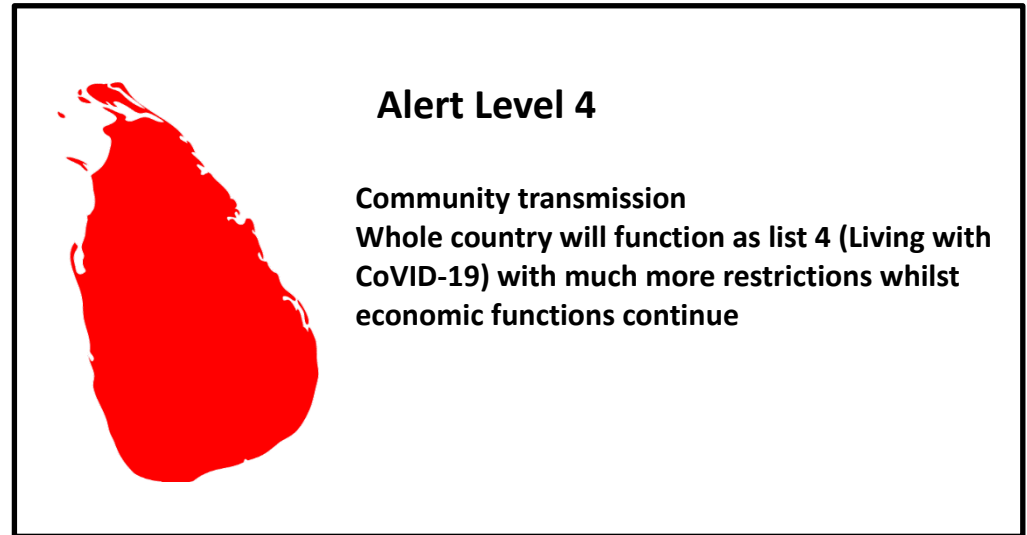 Alert Level 4
Community transmission
Whole country will function as list 4 (Living with
CoVID-19) with much more restrictions whilst
economic functions continue